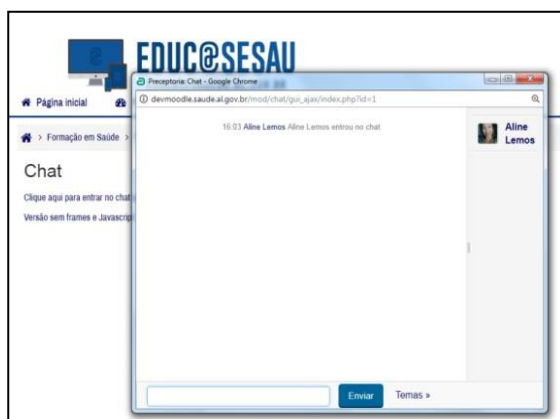 EDUC@SESAU
Preceptoria: Chat - Google Chrome
devmoodle.saude.al.gov.br/mod/chat/gui_ajax/index.php?id=1
Página inicial
> Formação em Saúde >
16:03 Aline Lemos Aline Lemos entrou no chat
Aline
Lemos
Chat
Clique aqui para entrar no chat
Versão sem frames e Javascrip
Enviar
Temas »